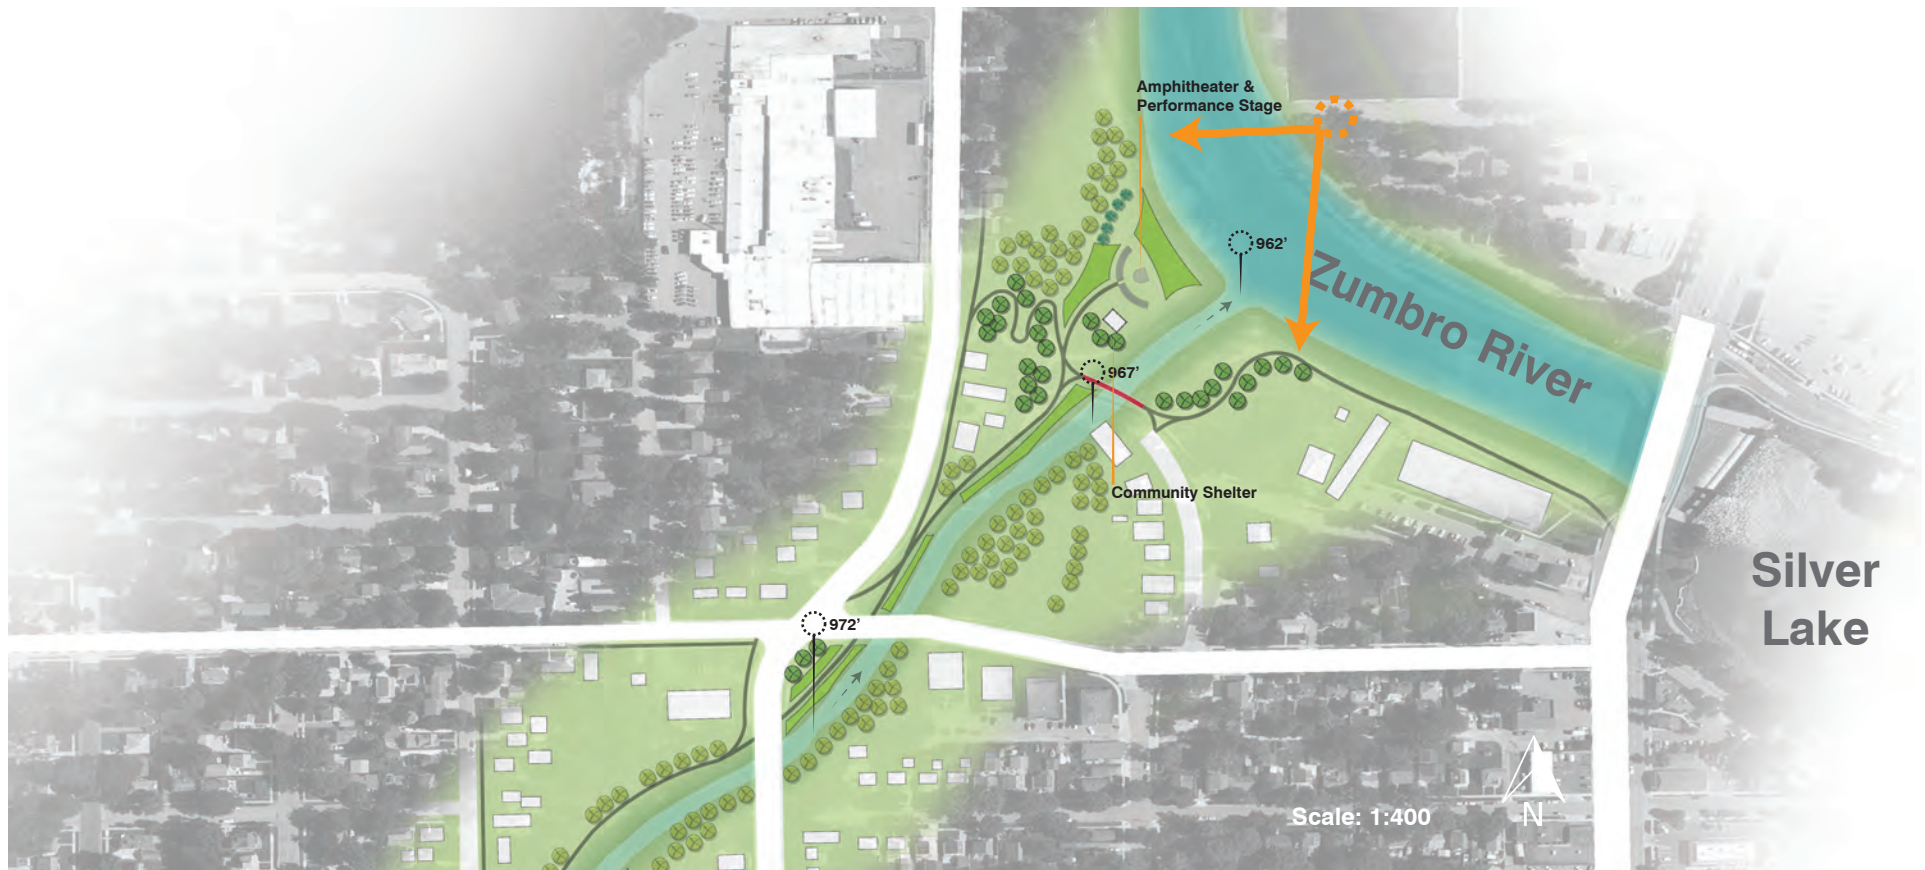 Amphitheater &
Performance Stage
962’
Zumbro River
967’
Community Shelter
Silver
Lake
972’
Scale: 1:400
N